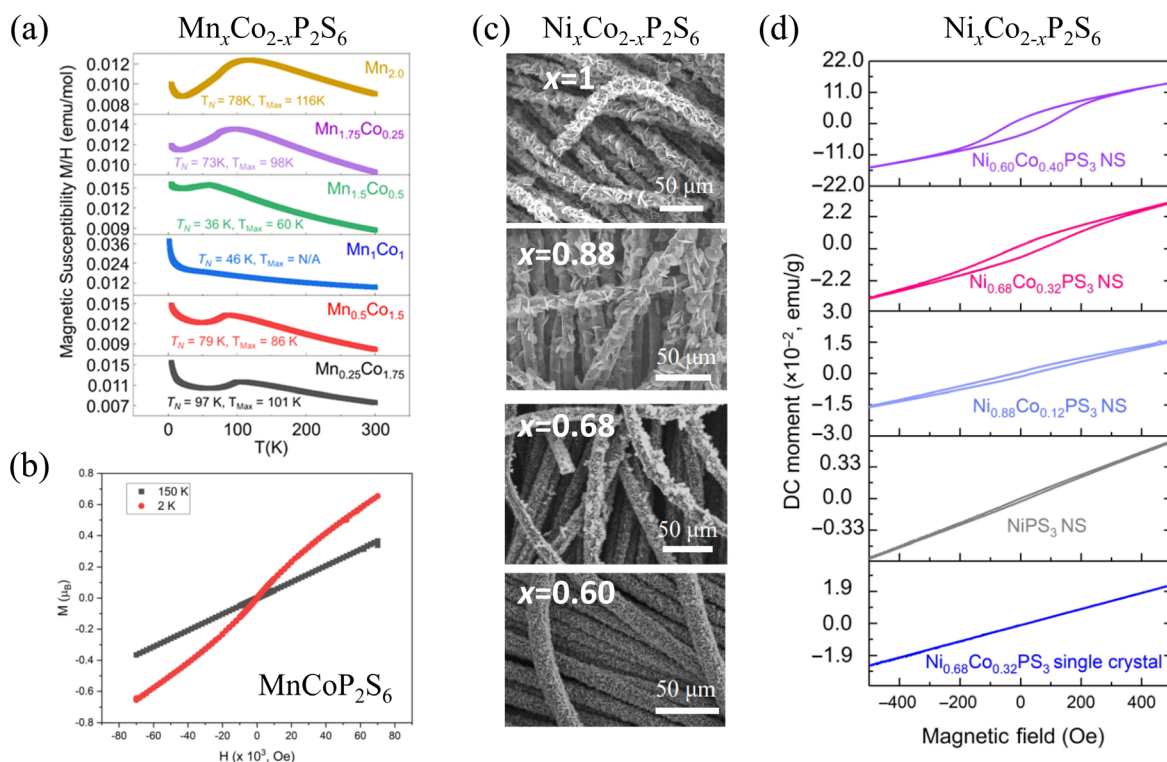 (a)
MnxCo2-xP2S6
Magnetic Susceptibility M/H (emu/mol)
0.012
0.008
Mn2.0
TN = 78K, TMax = 116K
0.014
0.012
0.010
Mn1.75Co0.25
TN = 73K, TMax = 98K
0.015
0.012
0.009
Mn1.5Co0.5
TN = 36 K, TMax = 60 K
0.036
0.024
0.012
Mn1Co1
TN = 46 K, TMax = N/A
0.015
0.012
0.009
Mn0.5Co1.5
TN = 79 K, TMax = 86 K
0.015
0.011
0.007
Mn0.25Co1.75
TN = 97 K, TMax = 101 K
0 100 200 300
T(K)
(b)
M (μB)
0.8
0.6
0.4
0.2
0.0
-0.2
-0.4
-0.6
-0.8
150 K
2 K
MnCoP2S6
-80 -60 -40 -20 0 20 40 60 80
H (x 10³, Oe)
(c)
NixCo2-xP2S6
x=1
50 μm
x=0.88
50 μm
x=0.68
50 μm
x=0.60
50 μm
(d)
NixCo2-xP2S6
DC moment (×10⁻², emu/g)
22.0
11.0
0.0
−11.0
−22.0
Ni0.60Co0.40PS3 NS
2.2
0.0
−2.2
Ni0.68Co0.32PS3 NS
3.0
1.5
0.0
−1.5
−3.0
Ni0.88Co0.12PS3 NS
0.33
0.00
−0.33
NiPS3 NS
1.9
0.0
−1.9
Ni0.68Co0.32PS3 single crystal
−400 −200 0 200 400
Magnetic field (Oe)